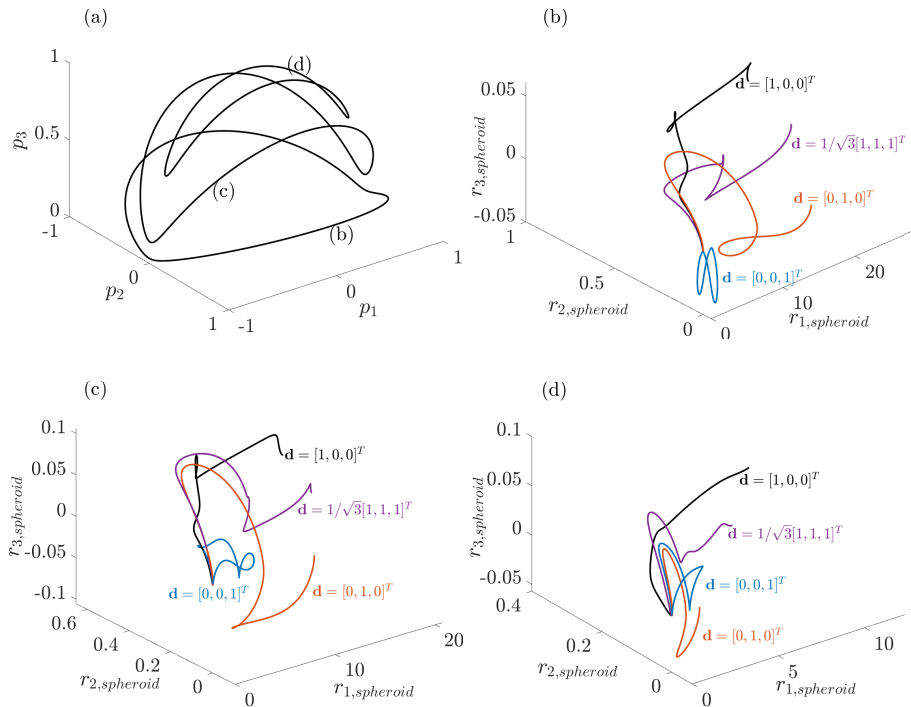 (a)
1
0.5
0
-1
0
1
-1
0
1
p₃
p₂
p₁
(d)
(c)
(b)
(b)
0.05
0
-0.05
1
0.5
0
0
10
20
r₃,spheroid
r₂,spheroid
r₁,spheroid
d = [1, 0, 0]ᵀ
d = 1/√3[1, 1, 1]ᵀ
d = [0, 1, 0]ᵀ
d = [0, 0, 1]ᵀ
(c)
0.1
0.05
0
-0.05
-0.1
0.6
0.4
0.2
0
0
10
20
r₃,spheroid
r₂,spheroid
r₁,spheroid
d = [1, 0, 0]ᵀ
d = 1/√3[1, 1, 1]ᵀ
d = [0, 0, 1]ᵀ
d = [0, 1, 0]ᵀ
(d)
0.1
0.05
0
-0.05
0.4
0.2
0
0
5
10
r₃,spheroid
r₂,spheroid
r₁,spheroid
d = [1, 0, 0]ᵀ
d = 1/√3[1, 1, 1]ᵀ
d = [0, 0, 1]ᵀ
d = [0, 1, 0]ᵀ